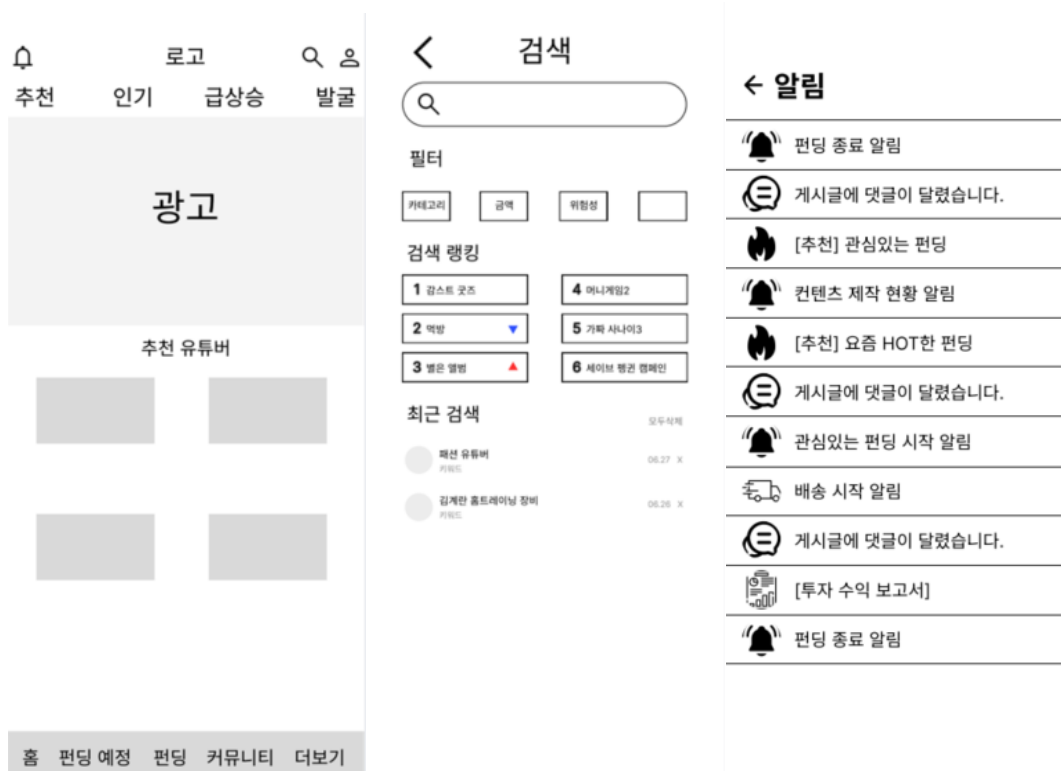 로고
추천 인기 급상승 발굴
광고
추천 유튜버
홈 펀딩 예정 펀딩 커뮤니티 더보기
검색
필터
카테고리 금액 위험성
검색 랭킹
1 감스트 굿즈
2 먹방
3 별은 앨범
4 머니게임2
5 가짜 사나이3
6 세이브 펭귄 캠페인
최근 검색 모두삭제
패션 유튜버
키워드
06.27 X
김계란 홈트레이닝 장비
키워드
06.26 X
알림
펀딩 종료 알림
게시글에 댓글이 달렸습니다.
[추천] 관심있는 펀딩
컨텐츠 제작 현황 알림
[추천] 요즘 HOT한 펀딩
게시글에 댓글이 달렸습니다.
관심있는 펀딩 시작 알림
배송 시작 알림
게시글에 댓글이 달렸습니다.
[투자 수익 보고서]
펀딩 종료 알림